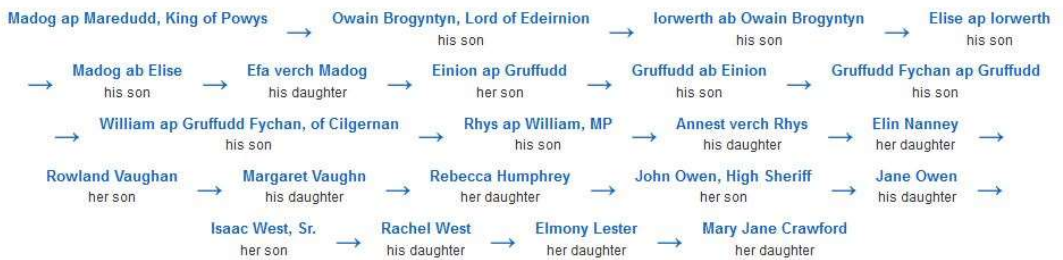 Madog ap Maredudd, King of Powys → Owain Brogyntyn, Lord of Edeirnion → Iorwerth ab Owain Brogyntyn → Elise ap Iorwerth
his son his son his son
→ Madog ab Elise → Efa verch Madog → Einion ap Gruffudd → Gruffudd ab Einion → Gruffudd Fychan ap Gruffudd
his son his daughter her son his son his son
→ William ap Gruffudd Fychan, of Cilgernan → Rhys ap William, MP → Annest verch Rhys → Elin Nanney →
his son his son his daughter her daughter
Rowland Vaughan → Margaret Vaughn → Rebecca Humphrey → John Owen, High Sheriff → Jane Owen →
her son his daughter her daughter her son his daughter
Isaac West, Sr. → Rachel West → Elmony Lester → Mary Jane Crawford
her son his daughter her daughter her daughter